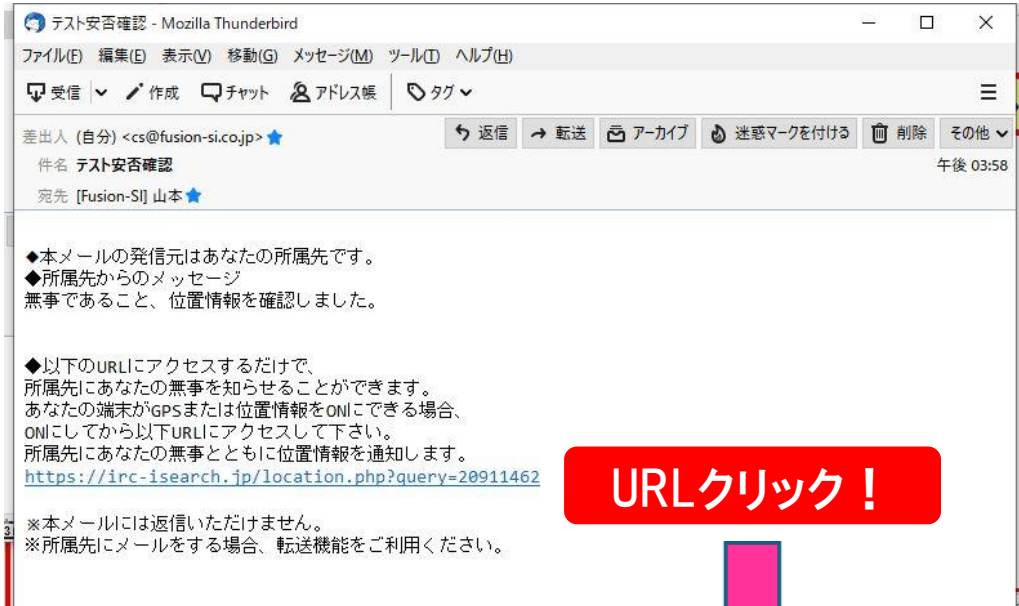 テスト安否確認 - Mozilla Thunderbird
ファイル(F) 編集(E) 表示(V) 移動(G) メッセージ(M) ツール(T) ヘルプ(H)
受信 作成 チャット アドレス帳 タグ
差出人 (自分) <cs@fusion-si.co.jp> 返信 転送 アーカイブ 迷惑マークを付ける 削除 その他
件名 テスト安否確認 午後 03:58
宛先 [Fusion-SI] 山本
◆本メールの発信元はあなたの所属先です。
◆所属先からのメッセージ
無事であること、位置情報を確認しました。
◆以下のURLにアクセスするだけで、
所属先にあなたの無事を知らせることができます。
あなたの端末がGPSまたは位置情報をONにできる場合、
ONにしてから以下URLにアクセスして下さい。
所属先にあなたの無事とともに位置情報を通知します。
https://irc-isearch.jp/location.php?query=20911462
URLクリック！
※本メールには返信いただけません。
※所属先にメールをする場合、転送機能をご利用ください。